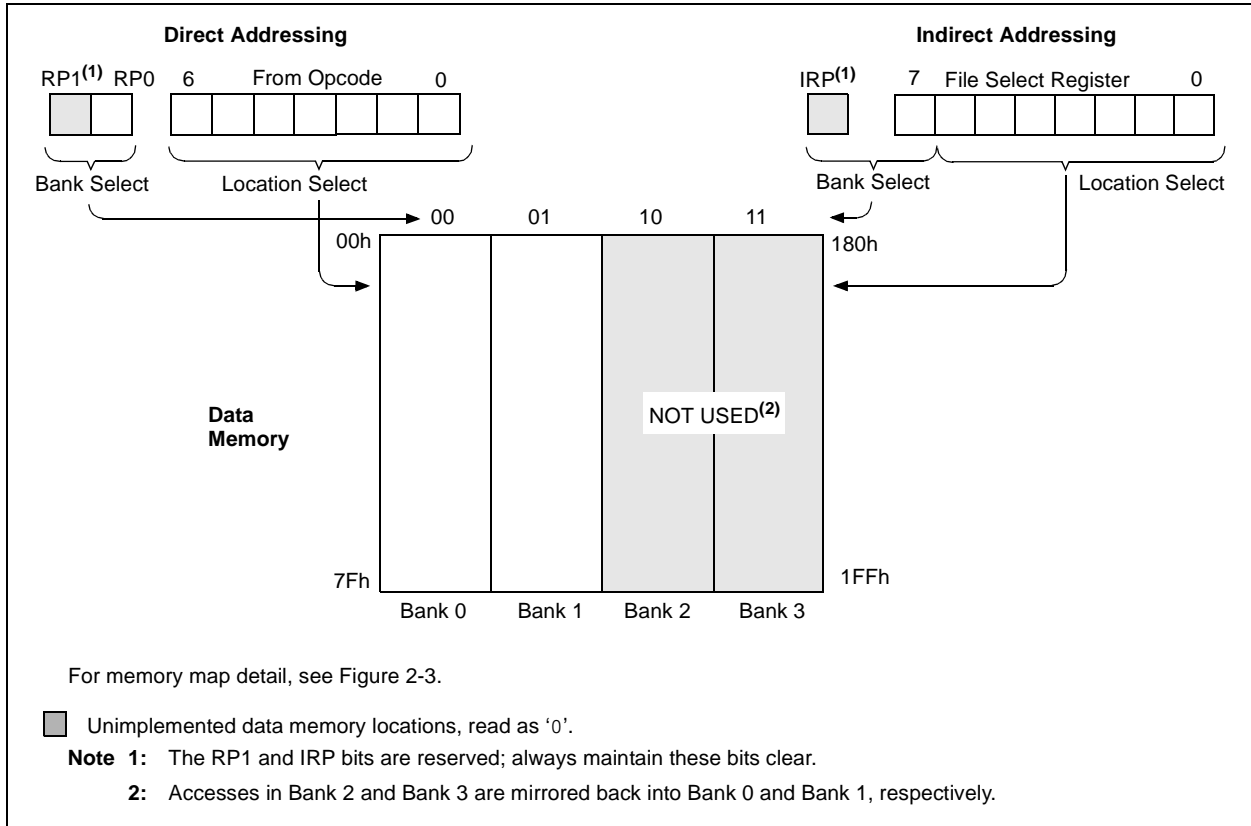 Direct Addressing
Indirect Addressing
RP1(1) RP0 6 From Opcode 0
IRP(1) 7 File Select Register 0
Bank Select Location Select
Bank Select Location Select
00 01 10 11
00h 180h
NOT USED(2)
Data
Memory
7Fh 1FFh
Bank 0 Bank 1 Bank 2 Bank 3
For memory map detail, see Figure 2-3.
Unimplemented data memory locations, read as ‘0’.
Note 1: The RP1 and IRP bits are reserved; always maintain these bits clear.
2: Accesses in Bank 2 and Bank 3 are mirrored back into Bank 0 and Bank 1, respectively.